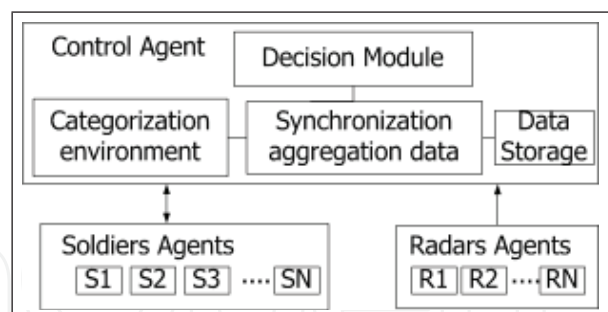 Control Agent
Decision Module
Categorization
environment
Synchronization
aggregation data
Data
Storage
Soldiers Agents
S1 S2 S3 .... SN
Radars Agents
R1 R2 .... RN